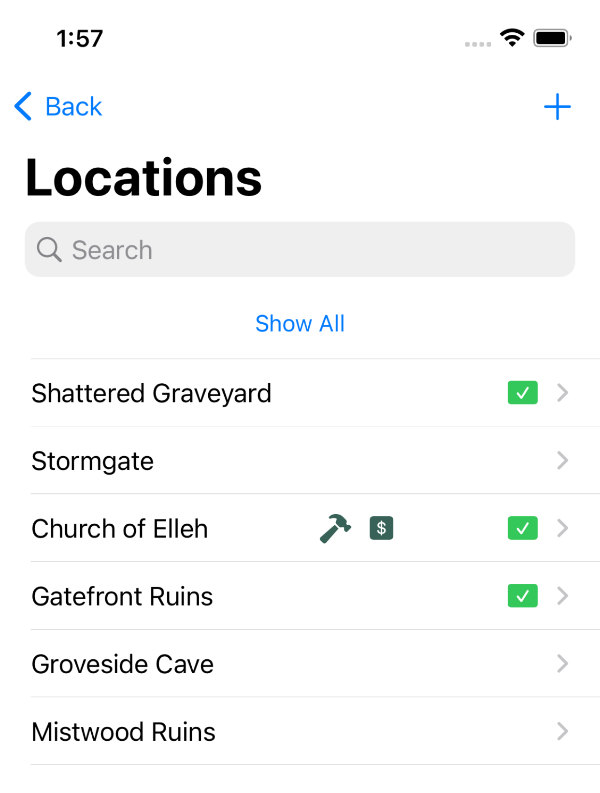 1:57
Back
Locations
Search
Show All
Shattered Graveyard
Stormgate
Church of Elleh $
Gatefront Ruins
Groveside Cave
Mistwood Ruins